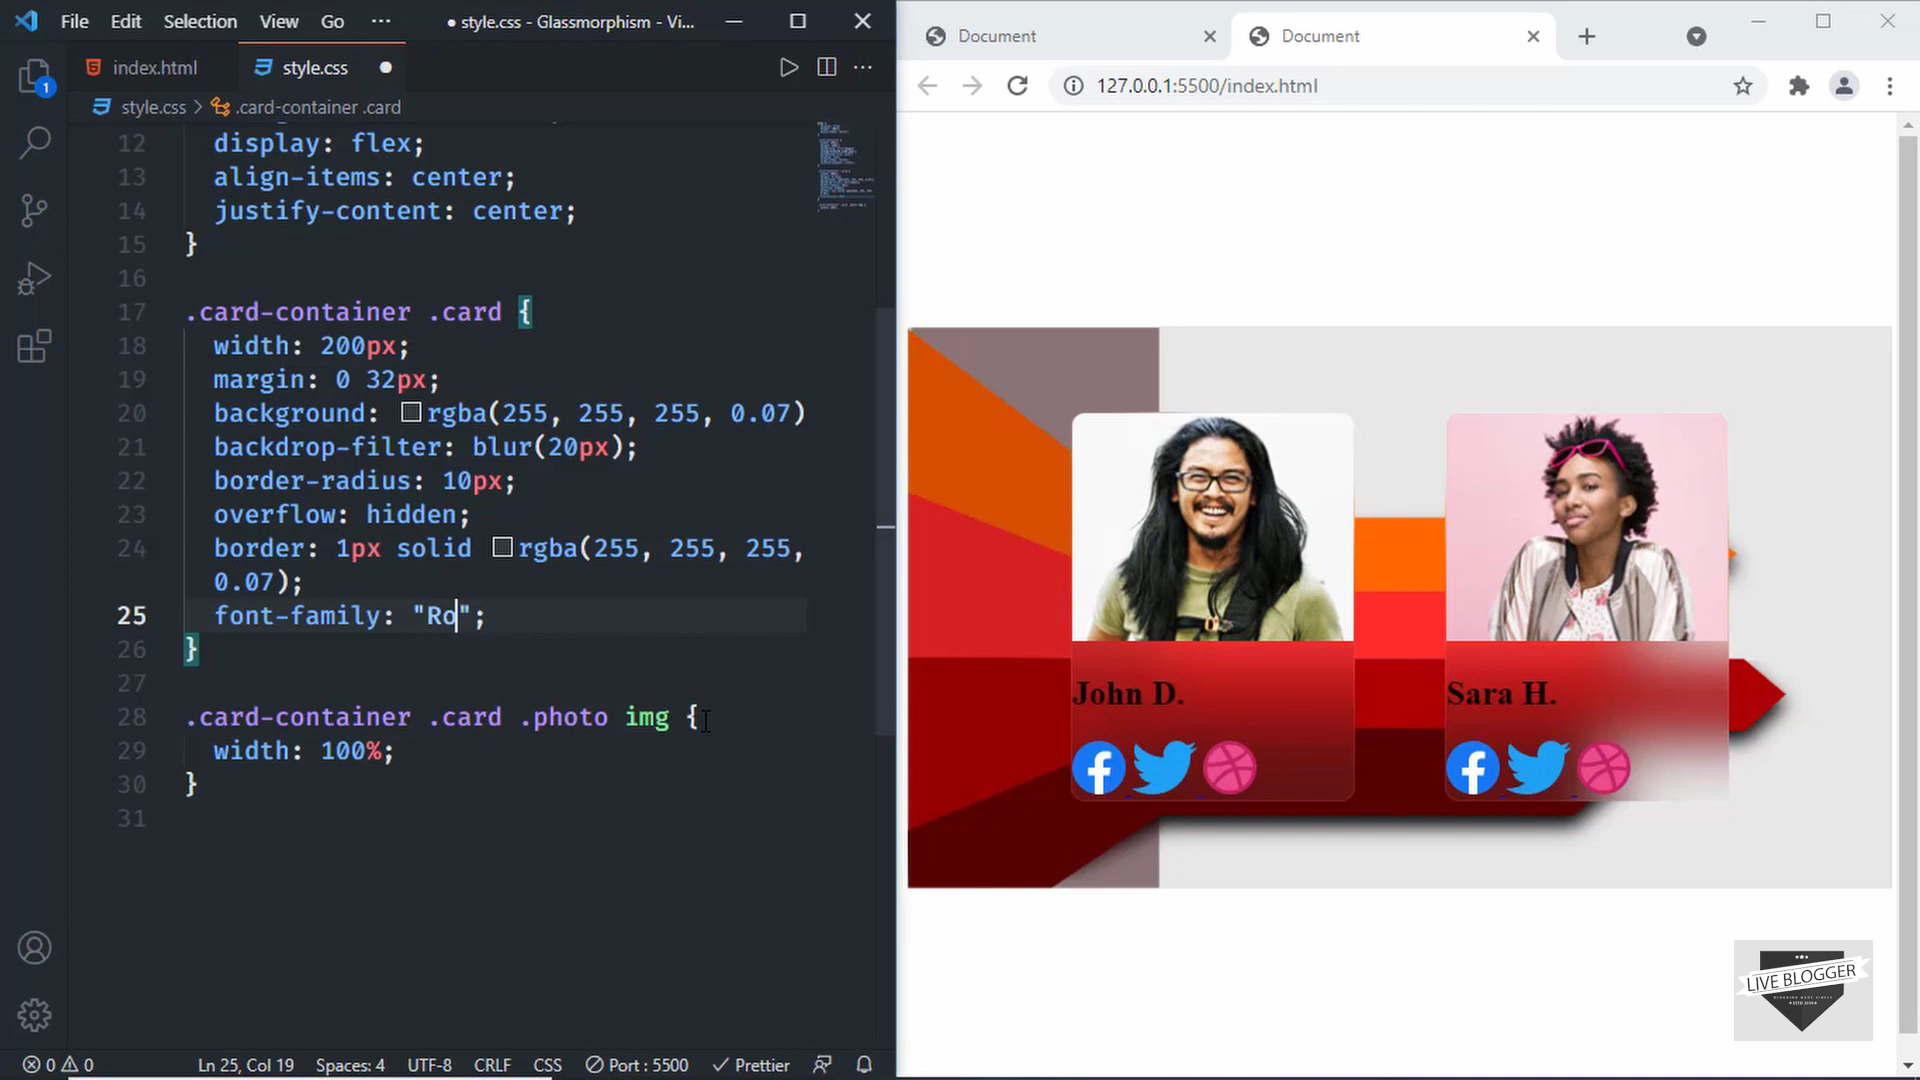 File Edit Selection View Go ··· ● style.css - Glassmorphism - Vi...
index.html style.css ●
style.css > .card-container .card
12 display: flex;
13 align-items: center;
14 justify-content: center;
15 }
16
17 .card-container .card {
18 width: 200px;
19 margin: 0 32px;
20 background: rgba(255, 255, 255, 0.07)
21 backdrop-filter: blur(20px);
22 border-radius: 10px;
23 overflow: hidden;
24 border: 1px solid rgba(255, 255, 255,
0.07);
25 font-family: "Ro";
26 }
27
28 .card-container .card .photo img {
29 width: 100%;
30 }
31
1
0 0 Ln 25, Col 19 Spaces: 4 UTF-8 CRLF CSS Port : 5500 Prettier
Document Document
127.0.0.1:5500/index.html
John D. Sara H.
LIVE BLOGGER